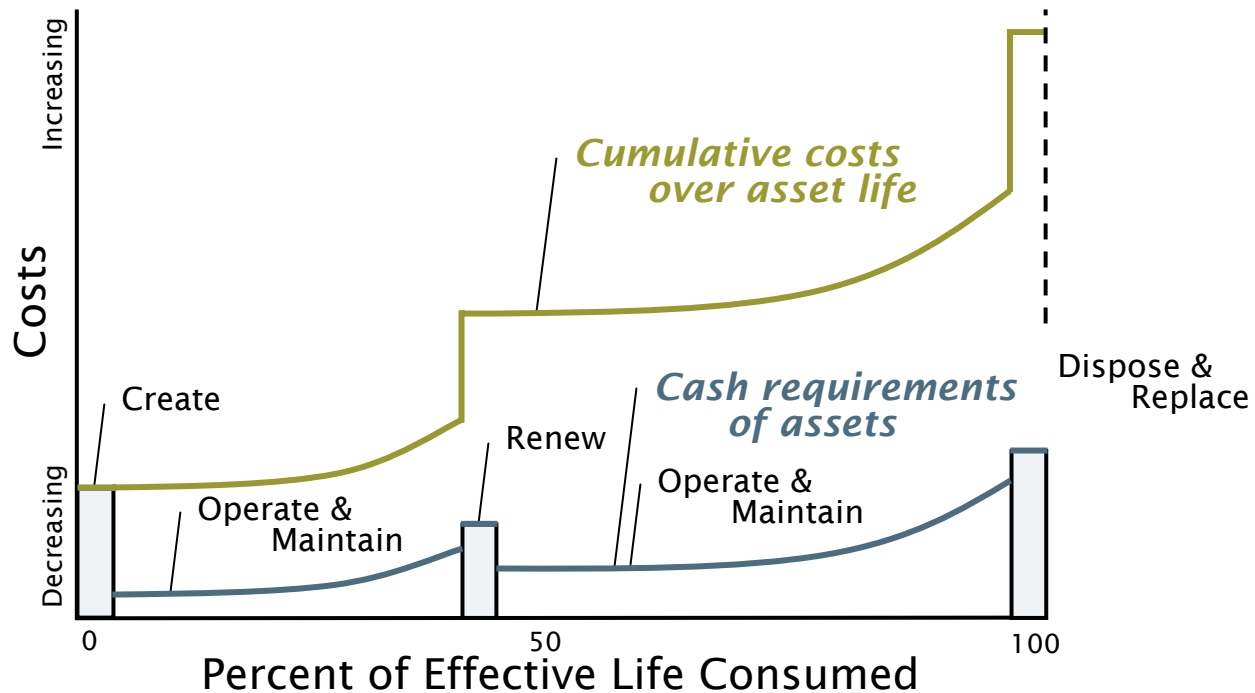 Increasing
Cumulative costs
over asset life
Costs
Dispose &
Replace
Create
Cash requirements
of assets
Renew
Operate &
Maintain
Operate &
Maintain
Decreasing
0
50
100
Percent of Effective Life Consumed